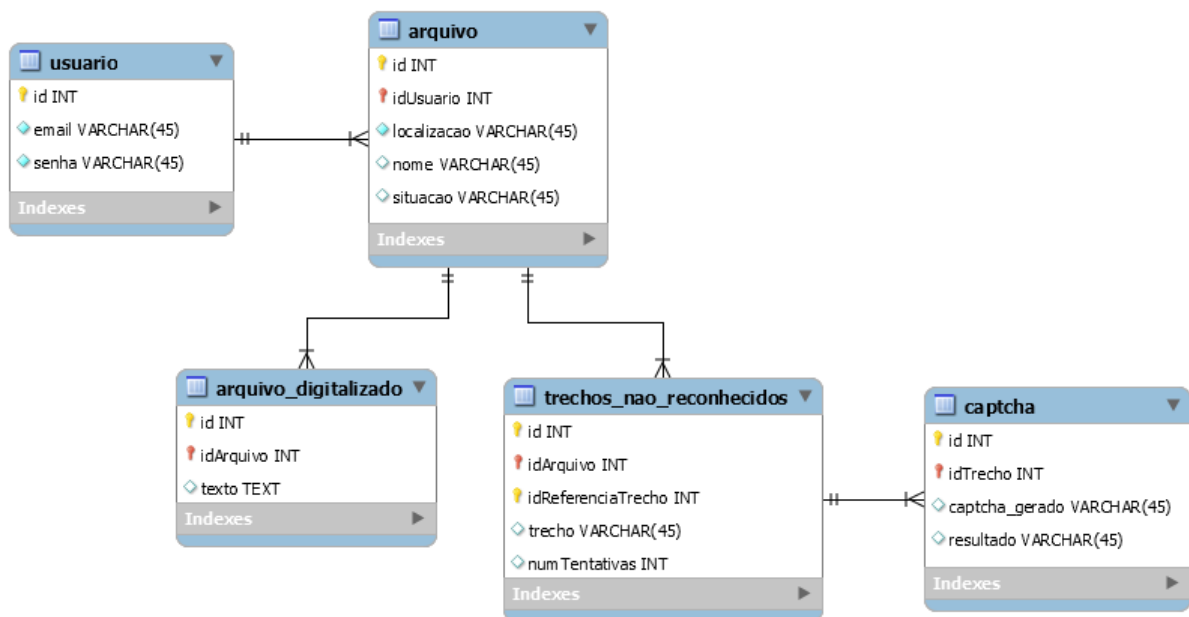 usuario
id INT
email VARCHAR(45)
senha VARCHAR(45)
Indexes
arquivo
id INT
idUsuario INT
localizacao VARCHAR(45)
nome VARCHAR(45)
situacao VARCHAR(45)
Indexes
arquivo_digitalizado
id INT
idArquivo INT
texto TEXT
Indexes
trechos_nao_reconhecidos
id INT
idArquivo INT
idReferenciaTrecho INT
trecho VARCHAR(45)
numTentativas INT
Indexes
captcha
id INT
idTrecho INT
captcha_gerado VARCHAR(45)
resultado VARCHAR(45)
Indexes